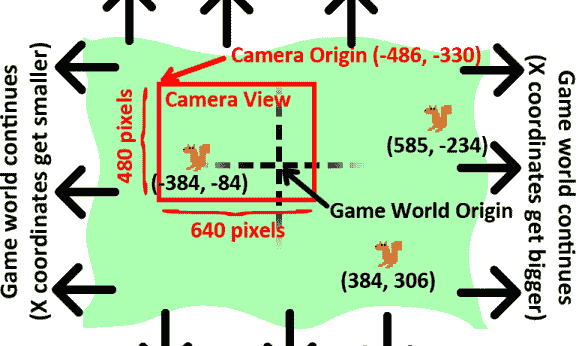 Game world continues
(X coordinates get smaller)
Camera Origin (-486, -330)
Camera View
480 pixels
(585, -234)
(-384, -84)
Game World Origin
640 pixels
(384, 306)
Game world continues
(X coordinates get bigger)